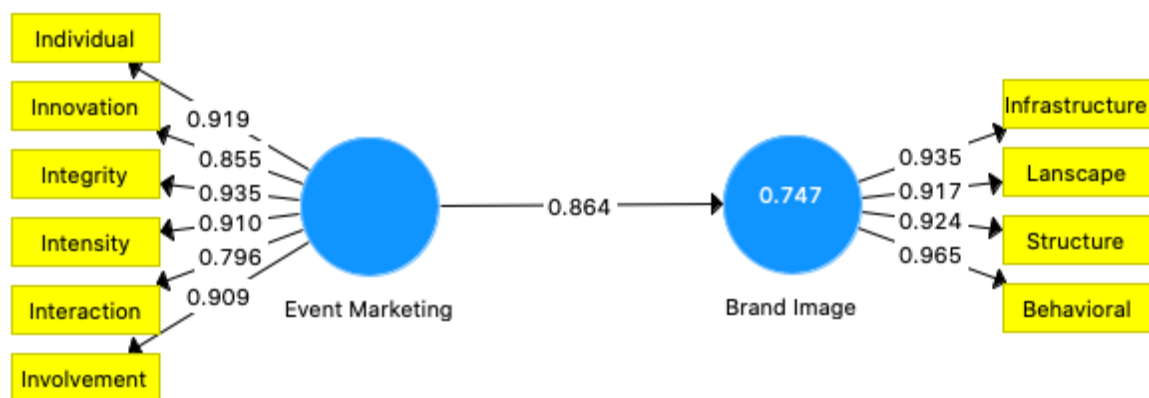 Individual
Innovation
Integrity
Intensity
Interaction
Involvement
0.919
0.855
0.935
0.910
0.796
0.909
Event Marketing
0.864
0.747
Brand Image
0.935
0.917
0.924
0.965
Infrastructure
Lanscape
Structure
Behavioral